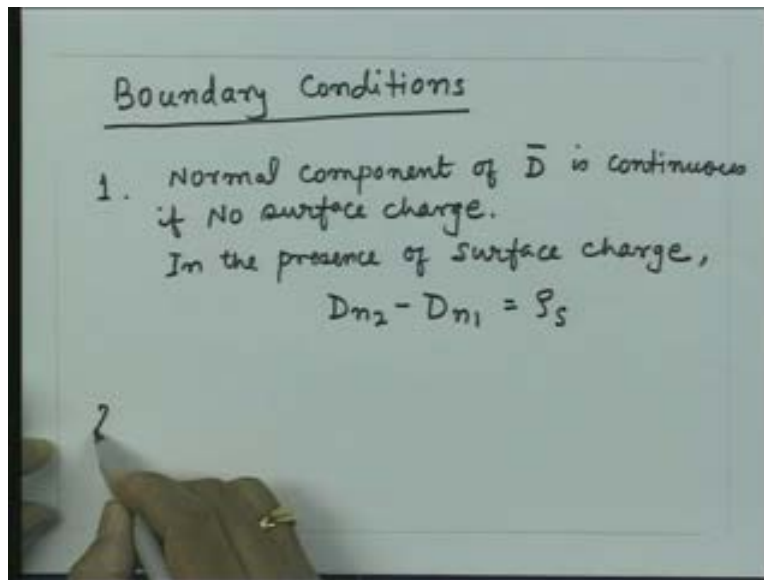 Boundary Conditions
1. Normal component of D̄ is continuous
if No surface charge.
In the presence of surface charge,
Dn₂ - Dn₁ = ρs
2